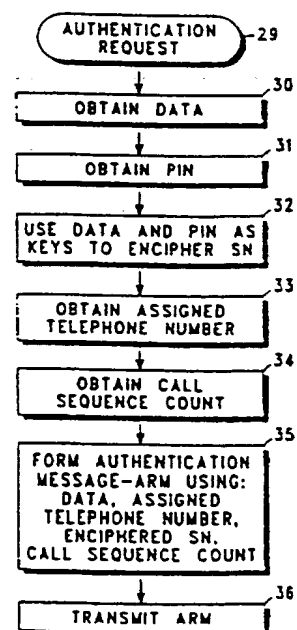 AUTHENTICATION
REQUEST
29
30
OBTAIN DATA
31
OBTAIN PIN
32
USE DATA AND PIN AS
KEYS TO ENCIPHER SN
33
OBTAIN ASSIGNED
TELEPHONE NUMBER
34
OBTAIN CALL
SEQUENCE COUNT
35
FORM AUTHENTICATION
MESSAGE-ARM USING:
DATA, ASSIGNED
TELEPHONE NUMBER,
ENCIPHERED SN,
CALL SEQUENCE COUNT
36
TRANSMIT ARM